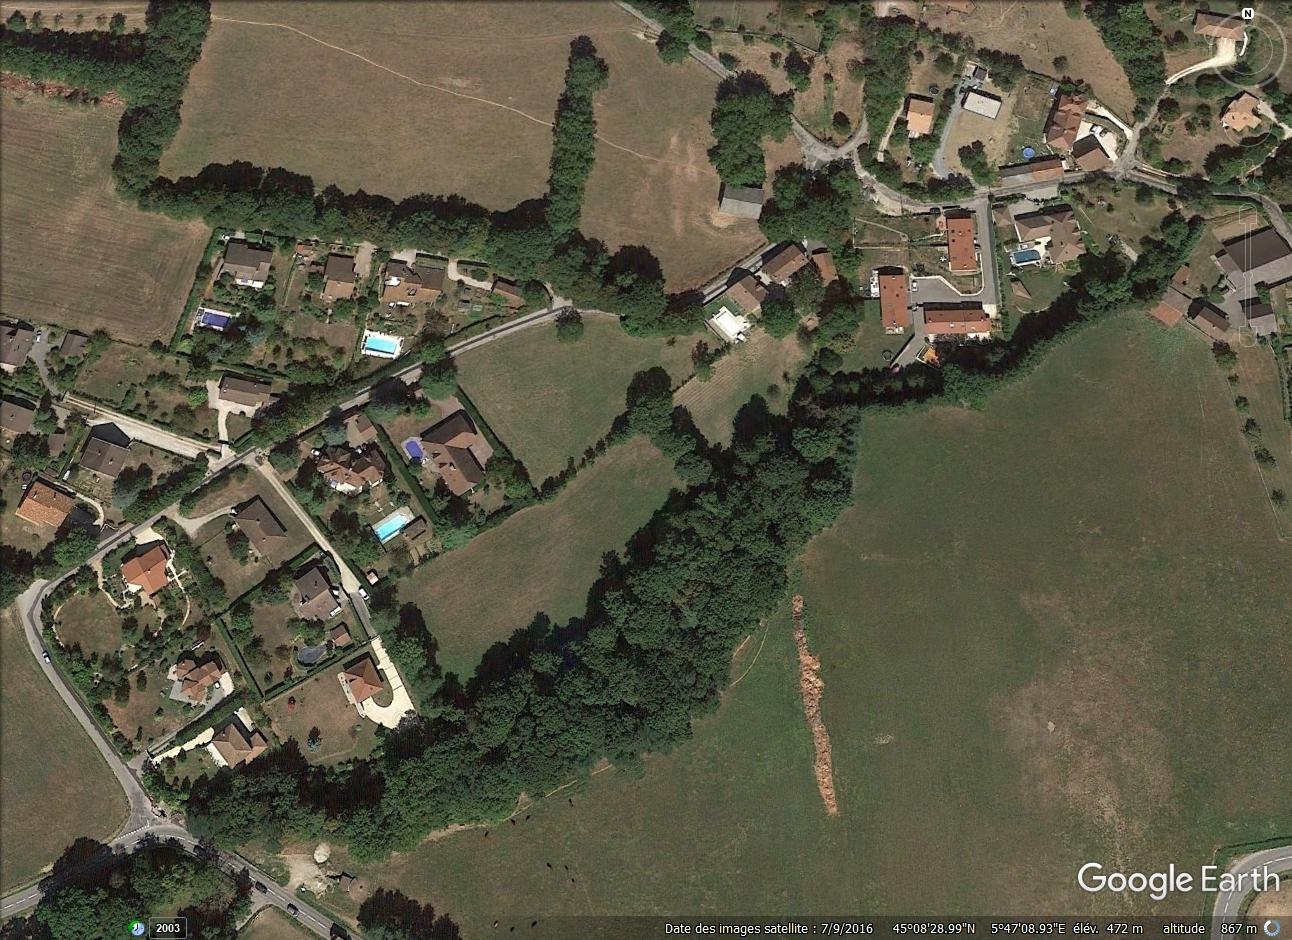 N
Google Earth
2003
Date des images satellite : 7/9/2016 45°08'28.99"N 5°47'08.93"E élév. 472 m altitude 867 m